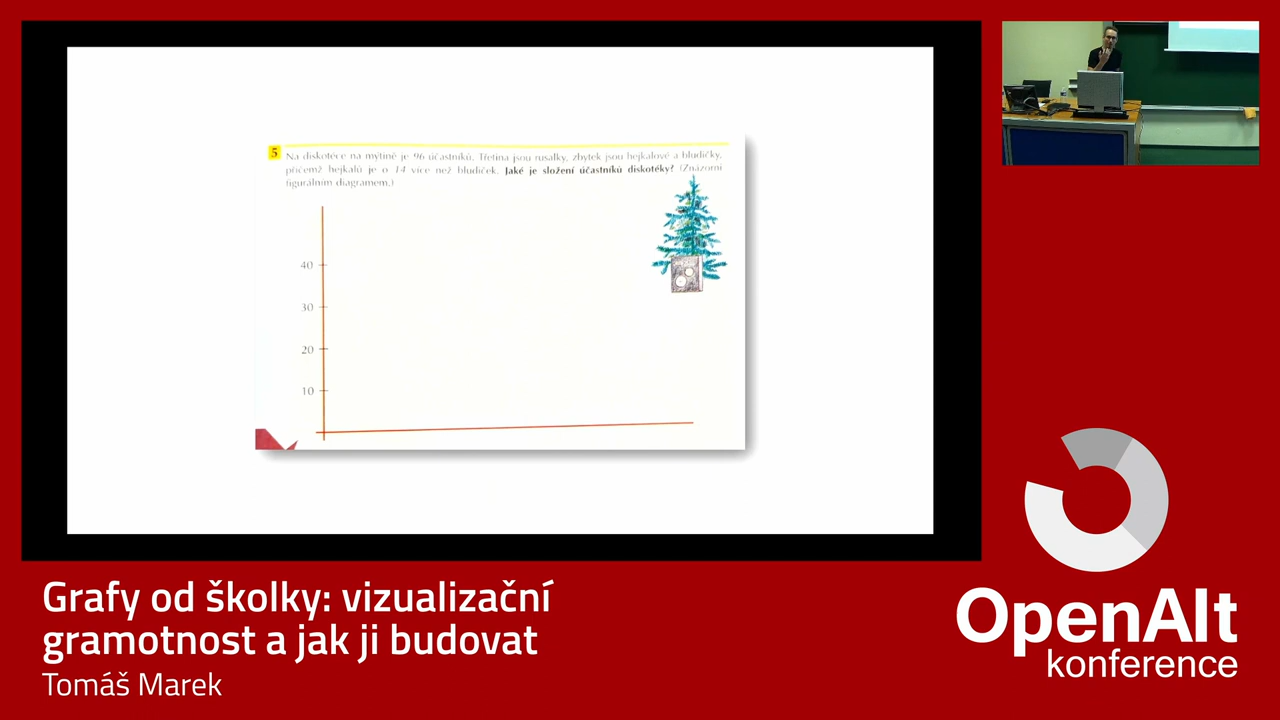 5 Na diskotéce na mýtině je 96 účastníků. Třetina jsou rusalky, zbytek jsou hejkalové a bludičky,
přičemž hejkalů je o 14 více než bludiček. Jaké je složení účastníků diskotéky? (Znázorni
figurálním diagramem.)
40
30
20
10
Grafy od školky: vizualizační
gramotnost a jak ji budovat
Tomáš Marek
OpenAlt
konference